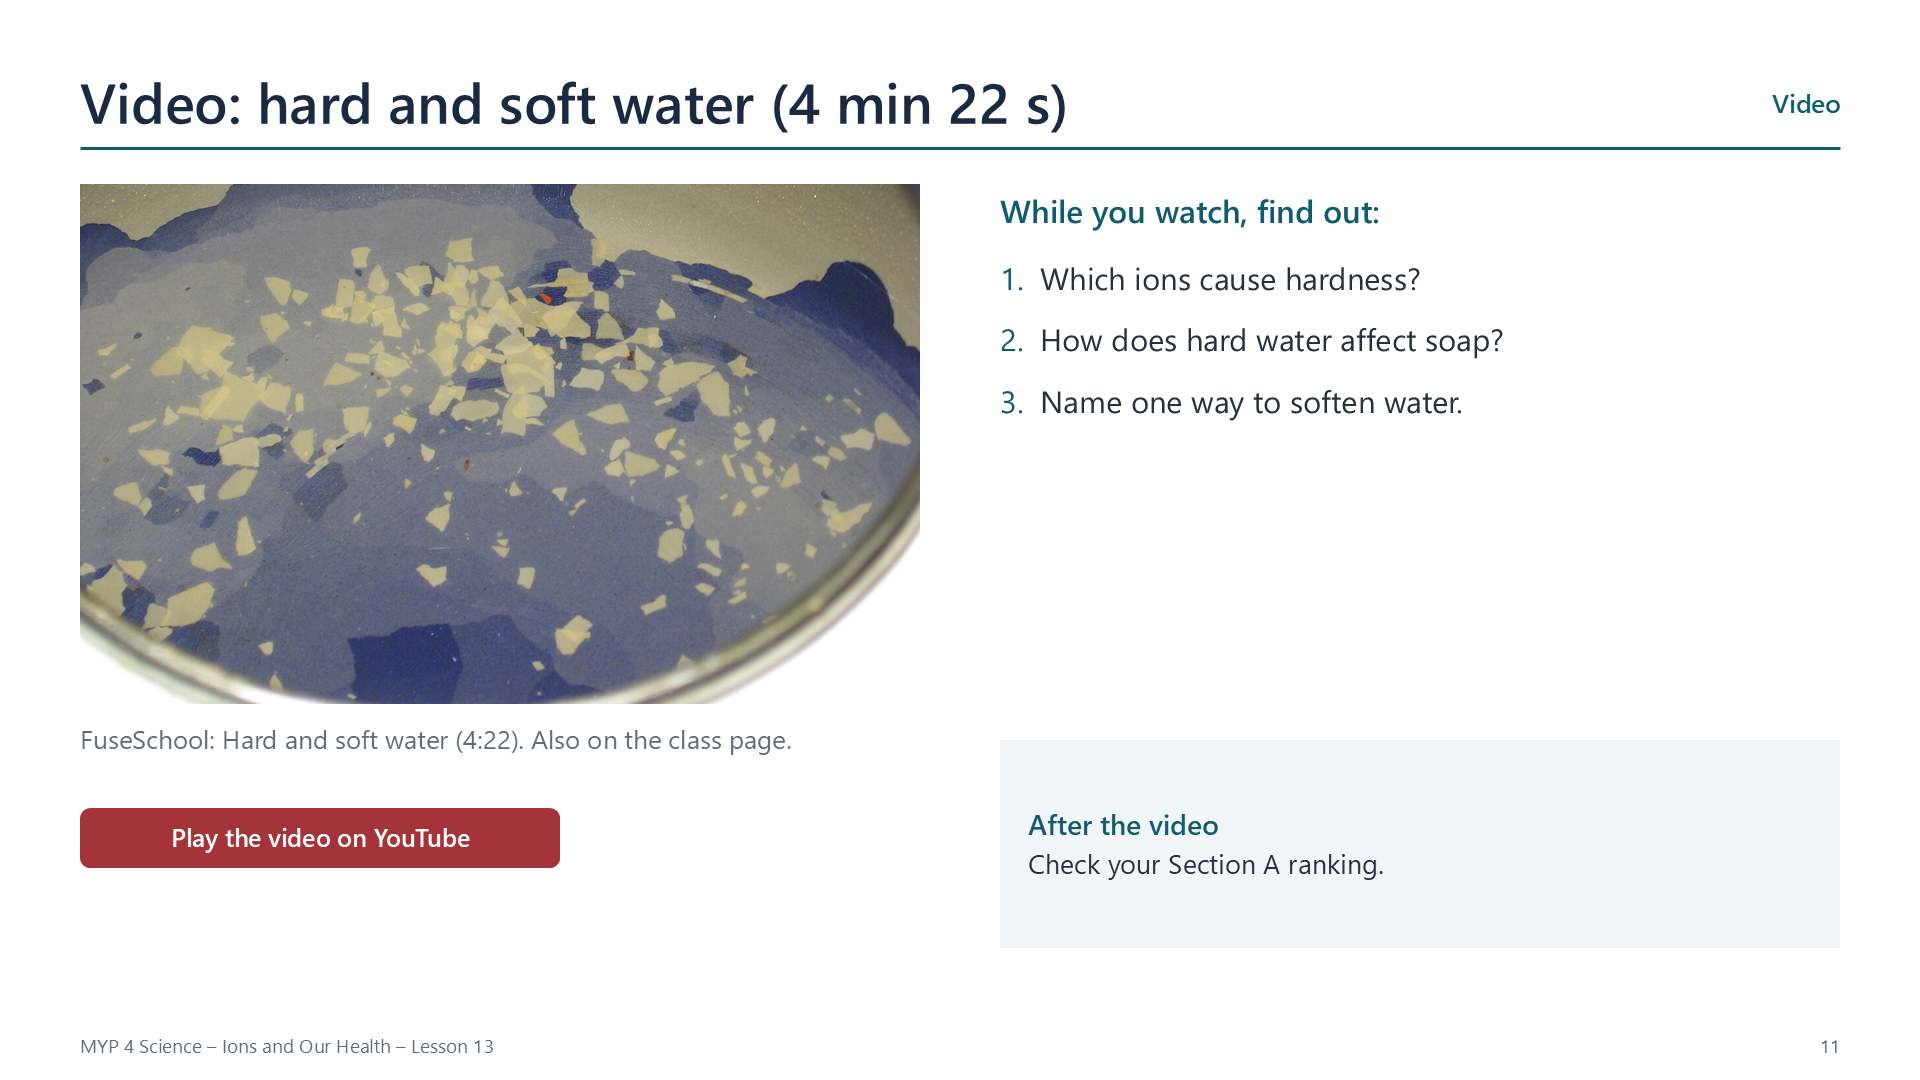 Video: hard and soft water (4 min 22 s)
Video
FuseSchool: Hard and soft water (4:22). Also on the class page.
Play the video on YouTube
While you watch, find out:
1. Which ions cause hardness?
2. How does hard water affect soap?
3. Name one way to soften water.
After the video
Check your Section A ranking.
MYP 4 Science – Ions and Our Health – Lesson 13
11